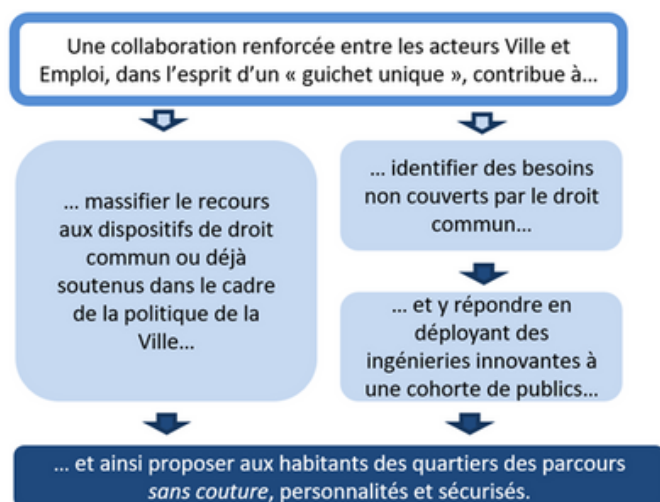 Une collaboration renforcée entre les acteurs Ville et
Emploi, dans l’esprit d’un « guichet unique », contribue à...
... massifier le recours
aux dispositifs de droit
commun ou déjà
soutenus dans le cadre
de la politique de la
Ville...
... identifier des besoins
non couverts par le droit
commun...
... et y répondre en
déployant des
ingénieries innovantes à
une cohorte de publics...
... et ainsi proposer aux habitants des quartiers des parcours
sans couture, personnalités et sécurisés.